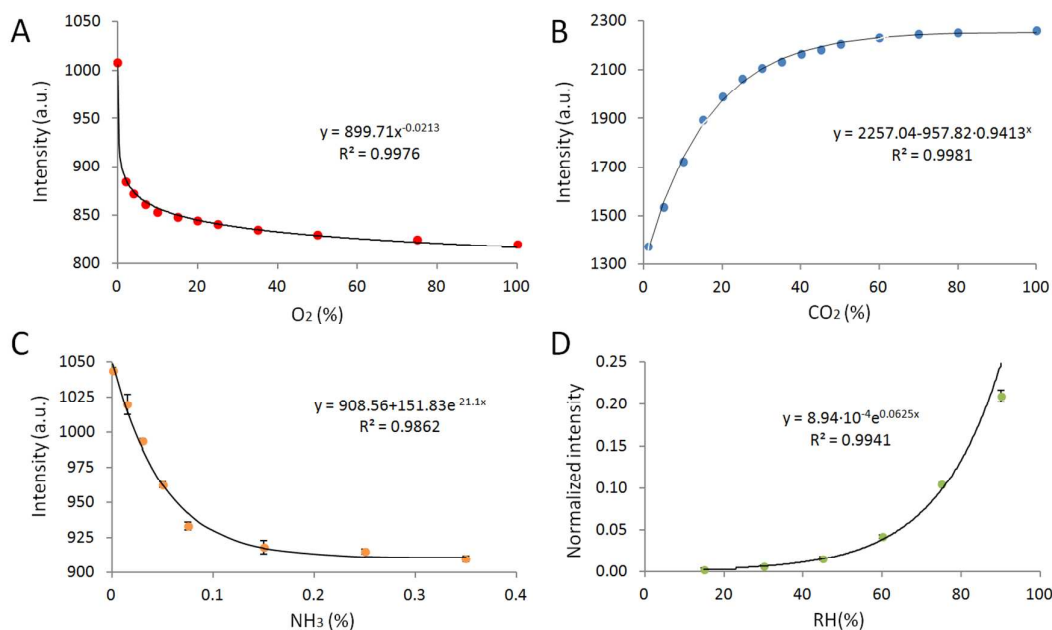 A
1050
1000
950
900
850
800
Intensity (a.u.)
y = 899.71x^-0.0213
R² = 0.9976
0 20 40 60 80 100
O₂ (%)
B
2300
2100
1900
1700
1500
1300
Intensity (a.u.)
y = 2257.04-957.82·0.9413^x
R² = 0.9981
0 20 40 60 80 100
CO₂ (%)
C
1050
1025
1000
975
950
925
900
Intensity (a.u.)
y = 908.56+151.83e^21.1x
R² = 0.9862
0 0.1 0.2 0.3 0.4
NH₃ (%)
D
0.25
0.20
0.15
0.10
0.05
0.00
Normalized intensity
y = 8.94·10⁻⁴e^0.0625x
R² = 0.9941
0 20 40 60 80 100
RH(%)